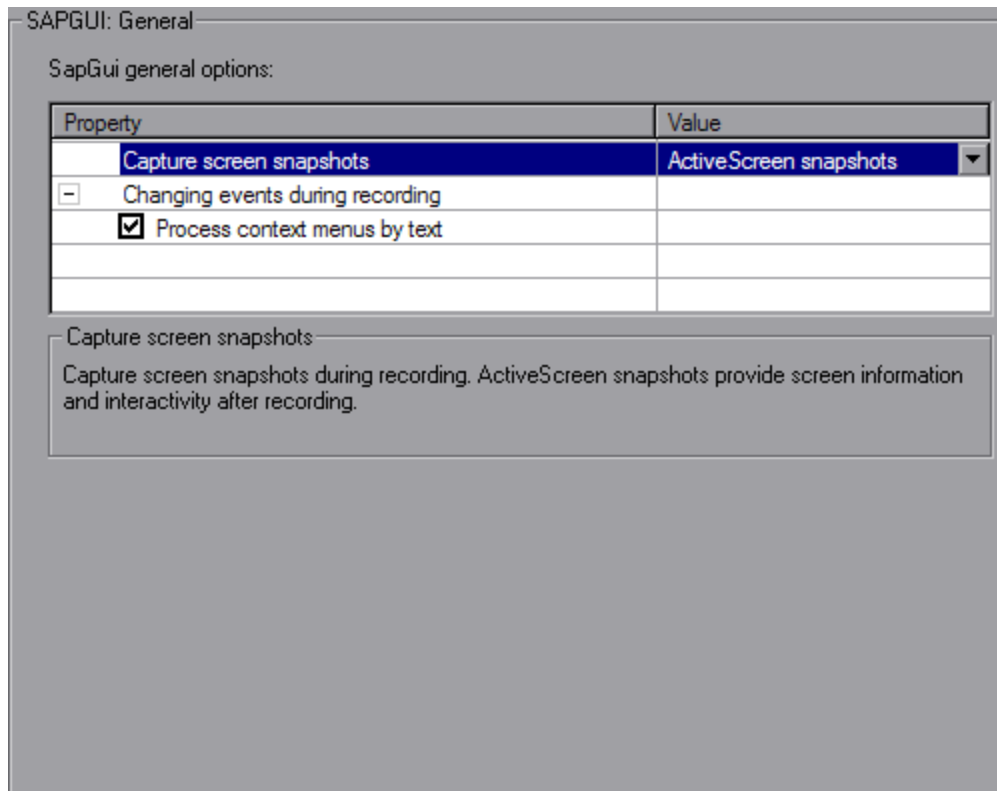 SAPGUI: General
SapGui general options:
Property Value
Capture screen snapshots ActiveScreen snapshots
Changing events during recording
Process context menus by text
Capture screen snapshots
Capture screen snapshots during recording. ActiveScreen snapshots provide screen information
and interactivity after recording.